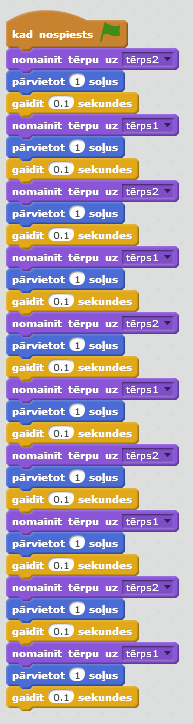 kad nospiests
nomainīt tērpu uz tērps2
pārvietot 1 soļus
gaidīt 0.1 sekundes
nomainīt tērpu uz tērps1
pārvietot 1 soļus
gaidīt 0.1 sekundes
nomainīt tērpu uz tērps2
pārvietot 1 soļus
gaidīt 0.1 sekundes
nomainīt tērpu uz tērps1
pārvietot 1 soļus
gaidīt 0.1 sekundes
nomainīt tērpu uz tērps2
pārvietot 1 soļus
gaidīt 0.1 sekundes
nomainīt tērpu uz tērps1
pārvietot 1 soļus
gaidīt 0.1 sekundes
nomainīt tērpu uz tērps2
pārvietot 1 soļus
gaidīt 0.1 sekundes
nomainīt tērpu uz tērps1
pārvietot 1 soļus
gaidīt 0.1 sekundes
nomainīt tērpu uz tērps2
pārvietot 1 soļus
gaidīt 0.1 sekundes
nomainīt tērpu uz tērps1
pārvietot 1 soļus
gaidīt 0.1 sekundes